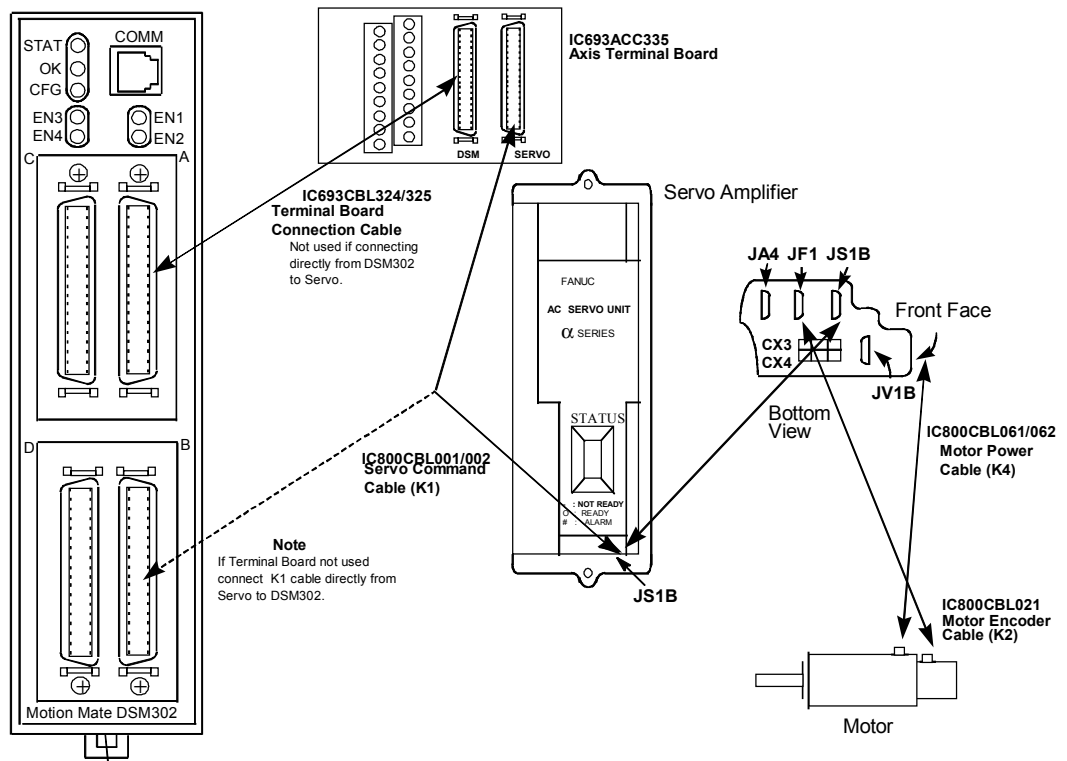 STAT
OK
CFG
COMM
EN3
EN4
EN1
EN2
C
A
D
B
Motion Mate DSM302
DSM
SERVO
IC693ACC335
Axis Terminal Board
IC693CBL324/325
Terminal Board
Connection Cable
Not used if connecting
directly from DSM302
to Servo.
IC800CBL001/002
Servo Command
Cable (K1)
Note
If Terminal Board not used
connect K1 cable directly from
Servo to DSM302.
Servo Amplifier
FANUC
AC SERVO UNIT
α SERIES
STATUS
- : NOT READY
O : READY
# : ALARM
JS1B
JA4 JF1 JS1B
CX3
CX4
JV1B
Front Face
Bottom
View
IC800CBL061/062
Motor Power
Cable (K4)
IC800CBL021
Motor Encoder
Cable (K2)
Motor